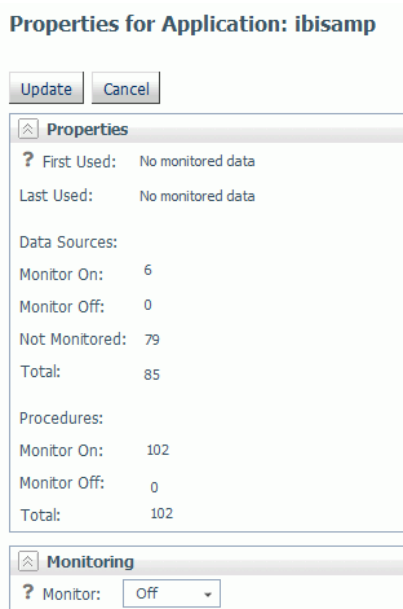 Properties for Application: ibisamp
Update Cancel
Properties
? First Used: No monitored data
Last Used: No monitored data
Data Sources:
Monitor On: 6
Monitor Off: 0
Not Monitored: 79
Total: 85
Procedures:
Monitor On: 102
Monitor Off: 0
Total: 102
Monitoring
? Monitor: Off